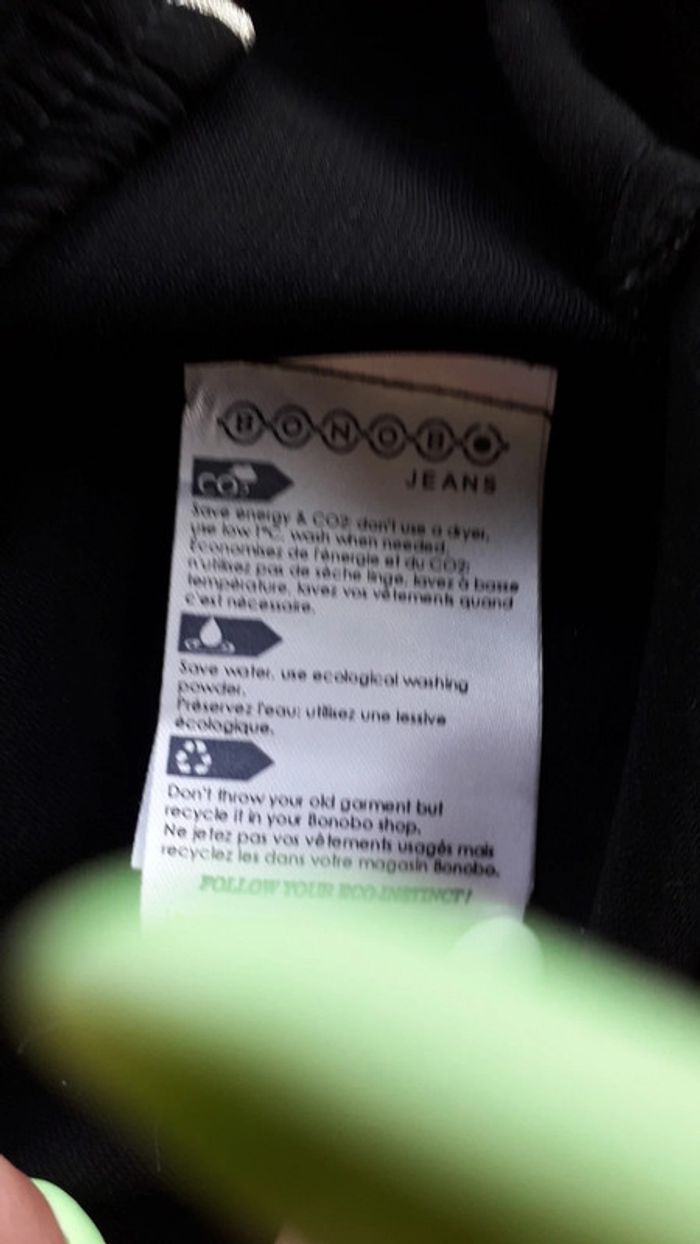 BONOBO
JEANS
CO2
Save energy & CO2: don't use a dryer,
use low t°C, wash when needed.
Economisez de l'énergie et du CO2:
n'utilisez pas de sèche linge, lavez à basse
température, lavez vos vêtements quand
c'est nécessaire.
Save water, use ecological washing
powder.
Préservez l'eau: utilisez une lessive
écologique.
Don't throw your old garment but
recycle it in your Bonobo shop.
Ne jetez pas vos vêtements usagés mais
recyclez les dans votre magasin Bonobo.
FOLLOW YOUR ECO-INSTINCT!